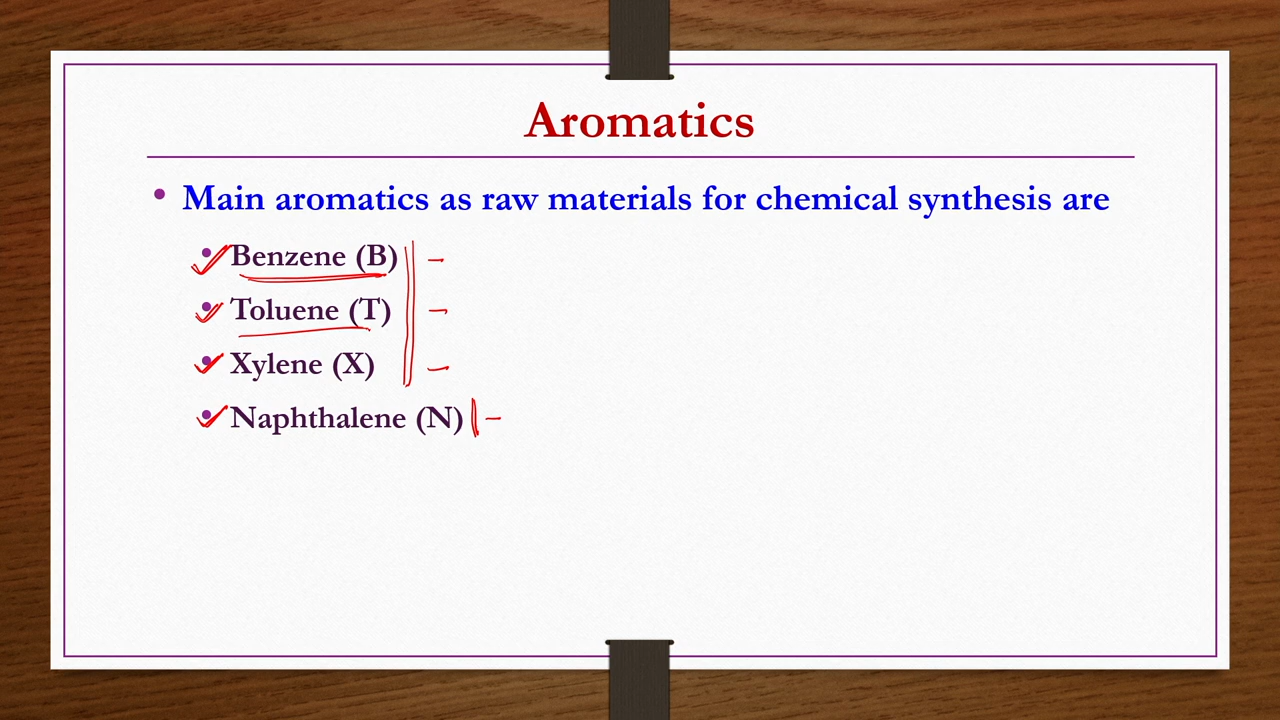 Aromatics
• Main aromatics as raw materials for chemical synthesis are
• Benzene (B)
• Toluene (T)
• Xylene (X)
• Naphthalene (N)